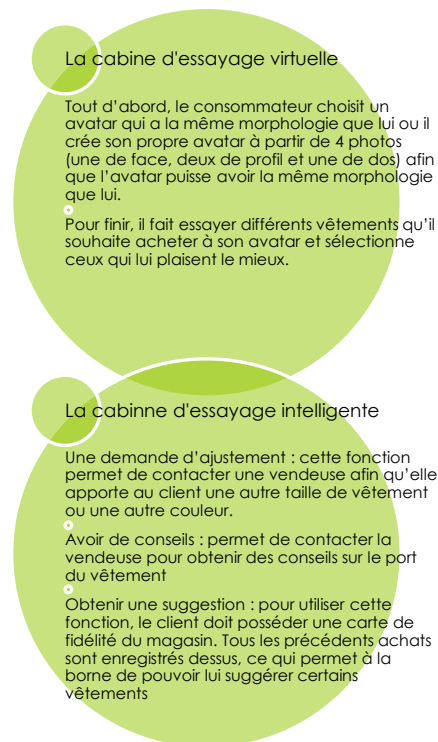 La cabine d'essayage virtuelle
Tout d’abord, le consommateur choisit un
avatar qui a la même morphologie que lui ou il
crée son propre avatar à partir de 4 photos
(une de face, deux de profil et une de dos) afin
que l’avatar puisse avoir la même morphologie
que lui.
Pour finir, il fait essayer différents vêtements qu’il
souhaite acheter à son avatar et sélectionne
ceux qui lui plaisent le mieux.
La cabinne d'essayage intelligente
Une demande d’ajustement : cette fonction
permet de contacter une vendeuse afin qu’elle
apporte au client une autre taille de vêtement
ou une autre couleur.
Avoir de conseils : permet de contacter la
vendeuse pour obtenir des conseils sur le port
du vêtement
Obtenir une suggestion : pour utiliser cette
fonction, le client doit posséder une carte de
fidélité du magasin. Tous les précédents achats
sont enregistrés dessus, ce qui permet à la
borne de pouvoir lui suggérer certains
vêtements